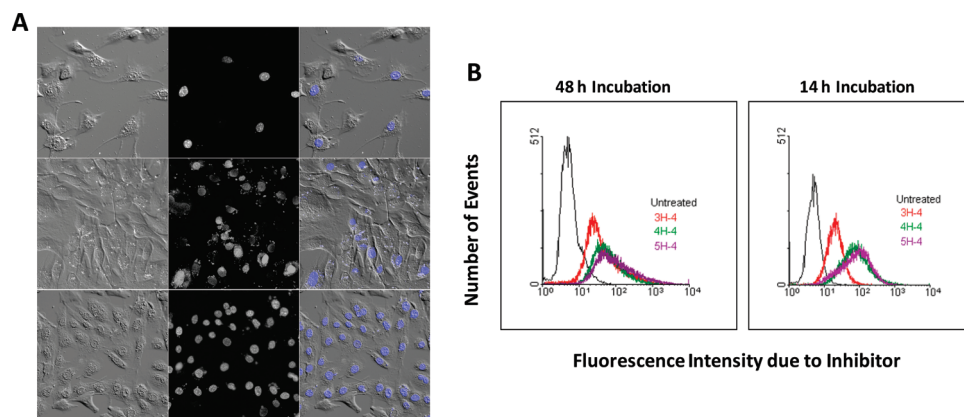 A
B
48 h Incubation
14 h Incubation
Number of Events
512
0
Untreated
3H-4
4H-4
5H-4
10⁰ 10¹ 10² 10³ 10⁴
512
0
Untreated
3H-4
4H-4
5H-4
10⁰ 10¹ 10² 10³ 10⁴
Fluorescence Intensity due to Inhibitor